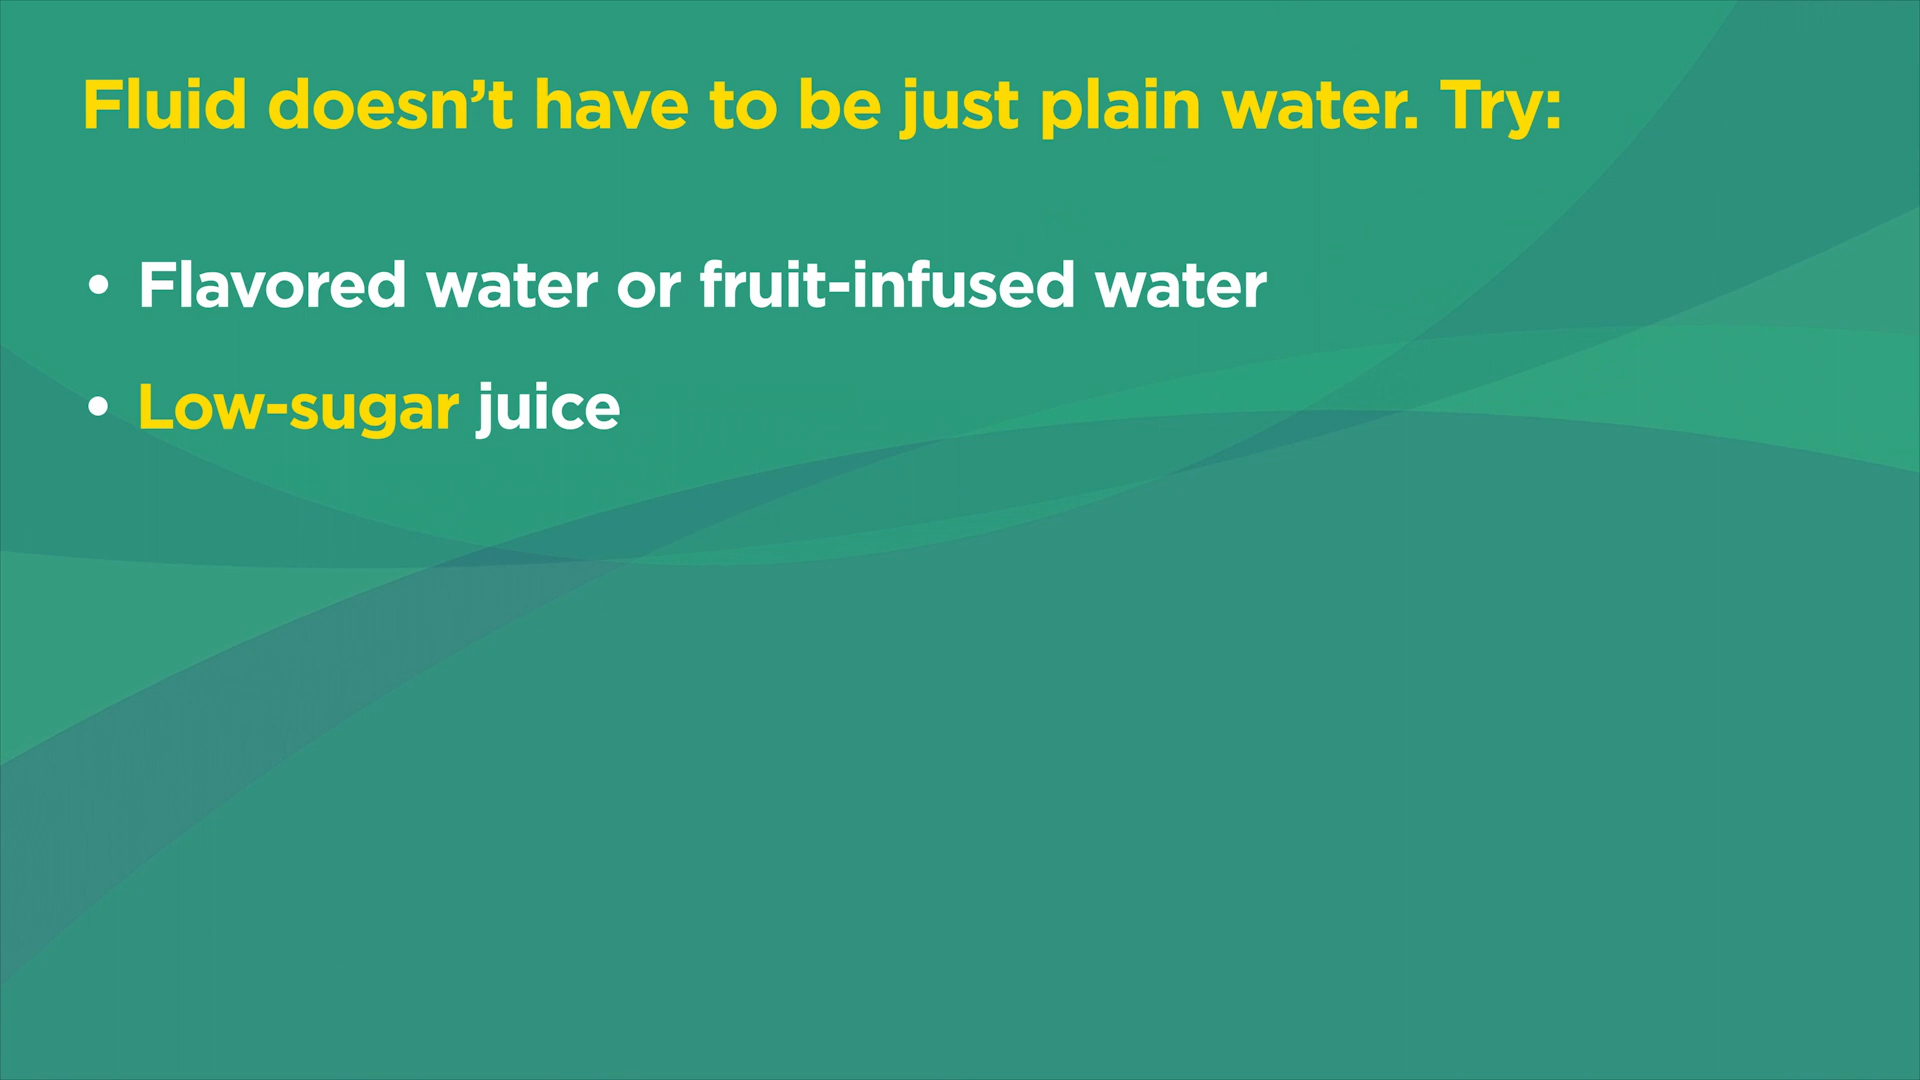 Fluid doesn’t have to be just plain water. Try:
• Flavored water or fruit-infused water
• Low-sugar juice